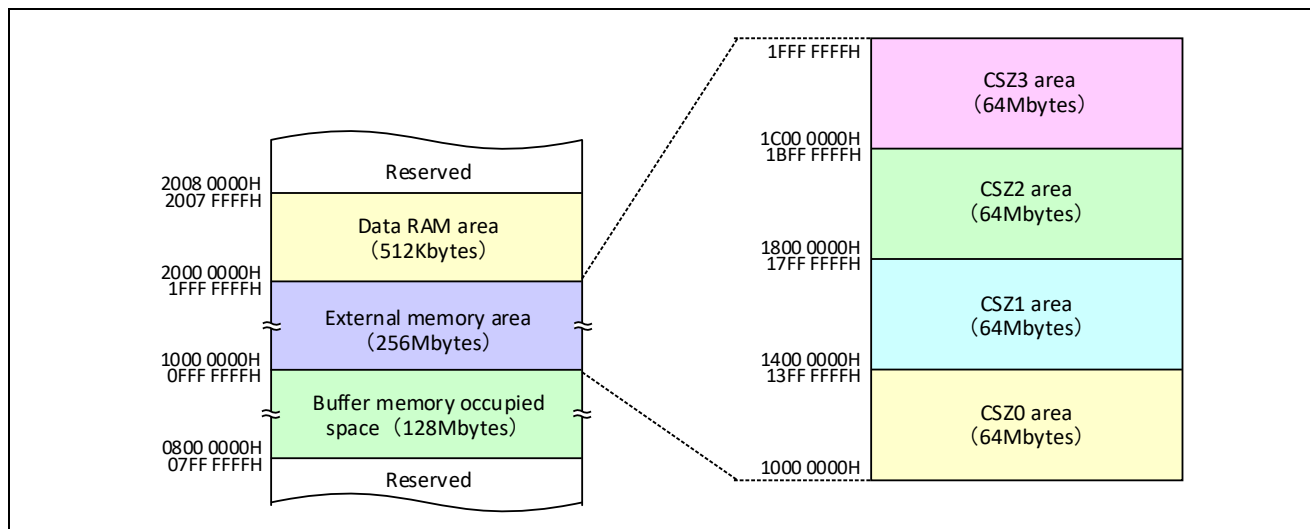 Reserved
2008 0000H
2007 FFFFH
Data RAM area
（512Kbytes）
2000 0000H
1FFF FFFFH
External memory area
（256Mbytes）
1000 0000H
0FFF FFFFH
Buffer memory occupied
space（128Mbytes）
0800 0000H
07FF FFFFH
Reserved
1FFF FFFFH
CSZ3 area
（64Mbytes）
1C00 0000H
1BFF FFFFH
CSZ2 area
（64Mbytes）
1800 0000H
17FF FFFFH
CSZ1 area
（64Mbytes）
1400 0000H
13FF FFFFH
CSZ0 area
（64Mbytes）
1000 0000H